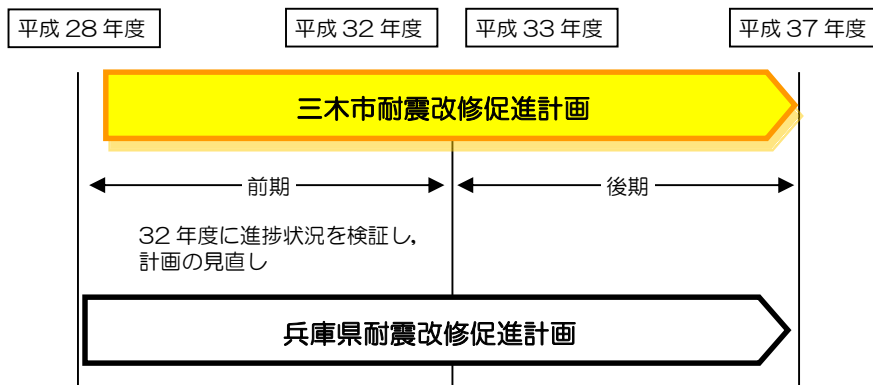 平成 28 年度
平成 32 年度
平成 33 年度
平成 37 年度
三木市耐震改修促進計画
前期
後期
32 年度に進捗状況を検証し,
計画の見直し
兵庫県耐震改修促進計画